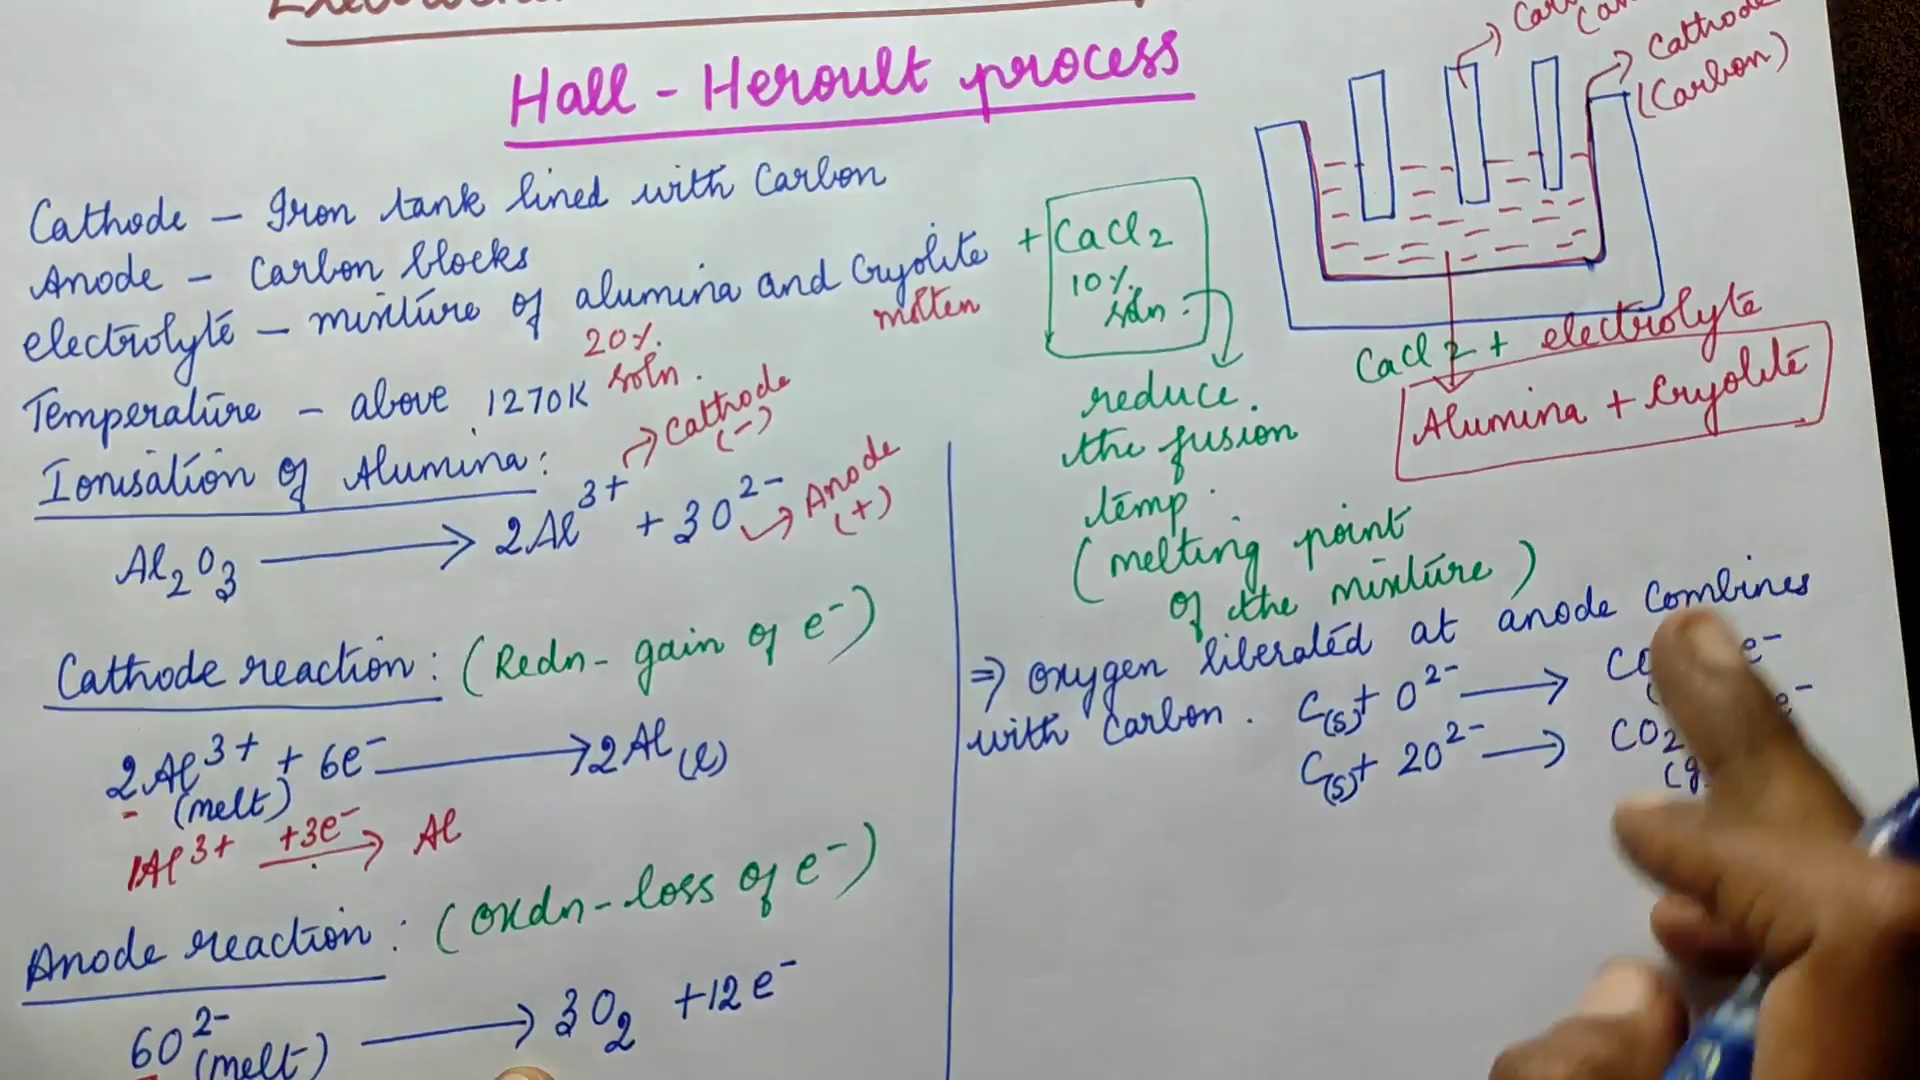 Hall - Heroult process
Cathode - Iron tank lined with Carbon
Anode - Carbon blocks
electrolyte - mixture of alumina and Cryolite + CaCl2
20% soln.
molten
10% soln.
Temperature - above 1270K
Ionisation of Alumina:
Al2O3 ⟶ 2Al3+ + 3O2-
Cathode (-)
Anode (+)
Cathode reaction: (Redn - gain of e-)
2Al3+ + 6e- ⟶ 2Al(l)
(melt)
1Al3+ +3e- ⟶ Al
Anode reaction: (Oxdn - loss of e-)
6O2- ⟶ 3O2 + 12e-
(melt)
reduce
the fusion
temp.
(melting point
of the mixture)
Cathode
(Carbon)
CaCl2 + electrolyte
Alumina + Cryolite
⇒ oxygen liberated at anode Combines
with Carbon.
C(s) + O2- ⟶ e-
C(s) + 2O2- ⟶ CO2 e-